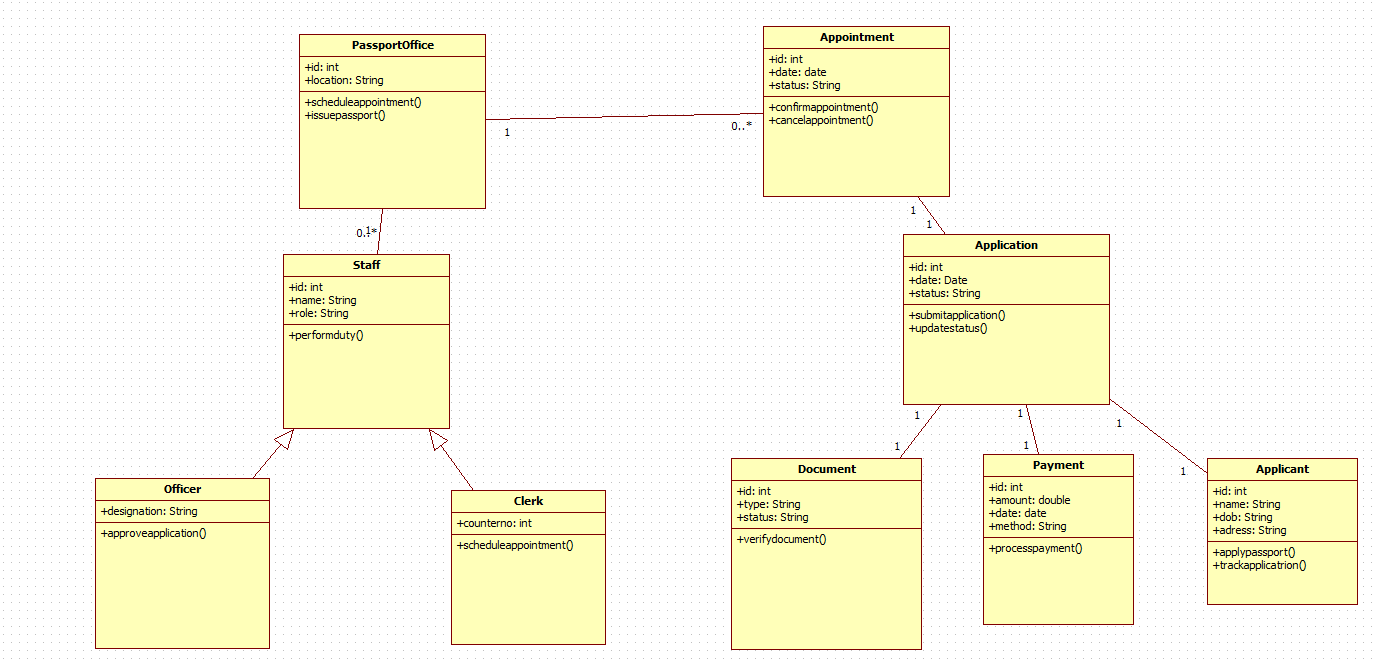 PassportOffice
+id: int
+location: String
+scheduleappointment()
+issuepassport()
1
0..*
Appointment
+id: int
+date: date
+status: String
+confirmappointment()
+cancelappointment()
1
1
0..*
1
Staff
+id: int
+name: String
+role: String
+performduty()
Application
+id: int
+date: Date
+status: String
+submitapplication()
+updatestatus()
1
1
1
1
1
1
Officer
+designation: String
+approveapplication()
Clerk
+counterno: int
+scheduleappointment()
Document
+id: int
+type: String
+status: String
+verifydocument()
Payment
+id: int
+amount: double
+date: date
+method: String
+processpayment()
Applicant
+id: int
+name: String
+dob: String
+adress: String
+applypassport()
+trackapplicatrion()